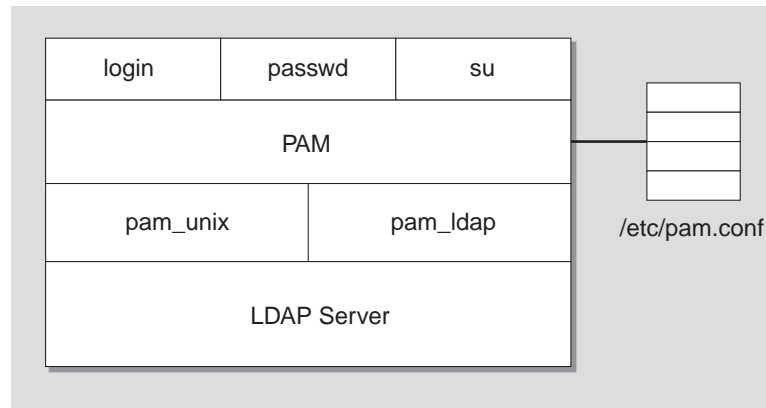 login passwd su
PAM
pam_unix pam_ldap
/etc/pam.conf
LDAP Server